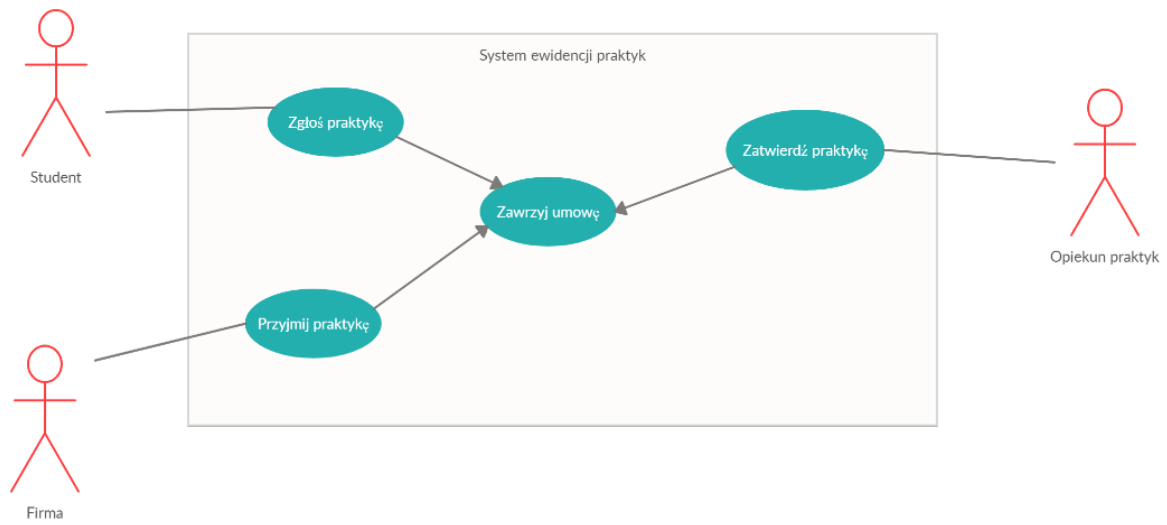 System ewidencji praktyk
Zgłoś praktykę
Zatwierdź praktykę
Student
Zawrzyj umowę
Opiekun praktyk
Przyjmij praktykę
Firma